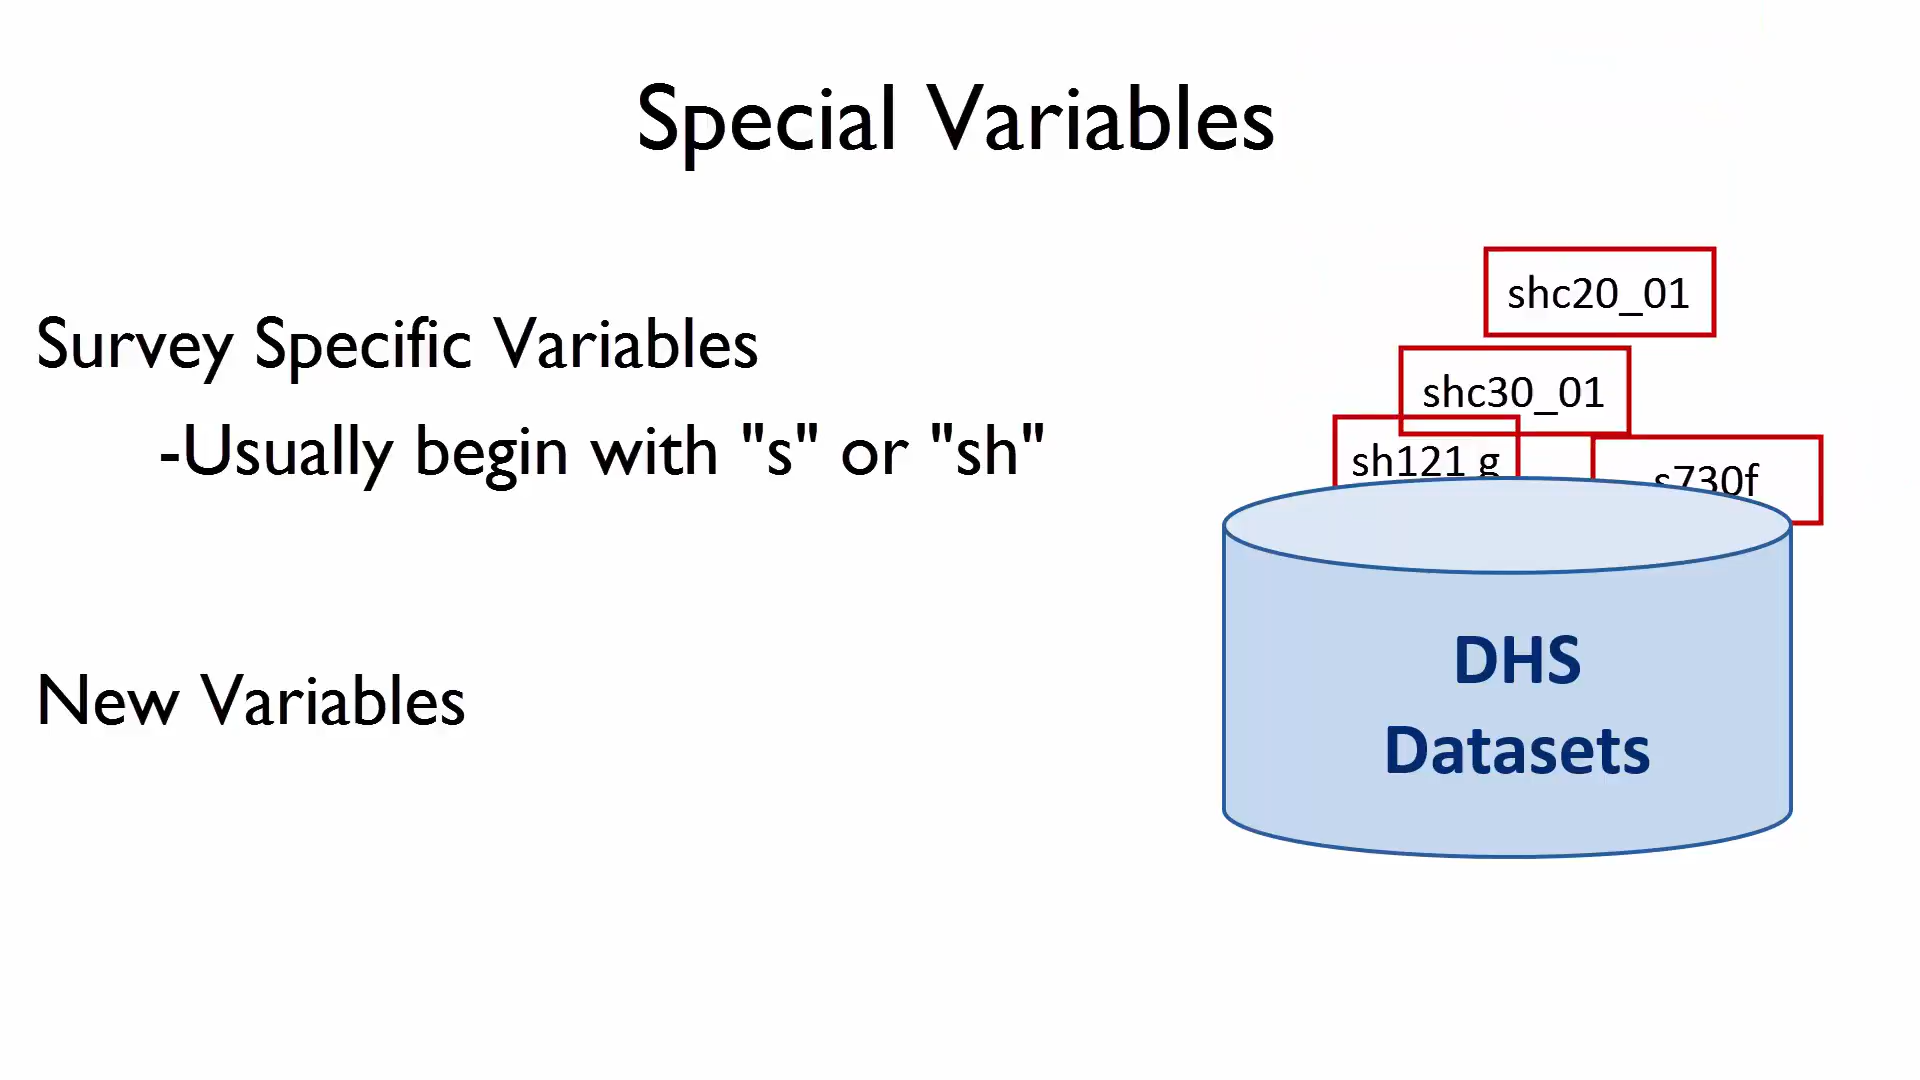 Special Variables
Survey Specific Variables
-Usually begin with "s" or "sh"
New Variables
shc20_01
shc30_01
sh121 g
s730f
DHS
Datasets